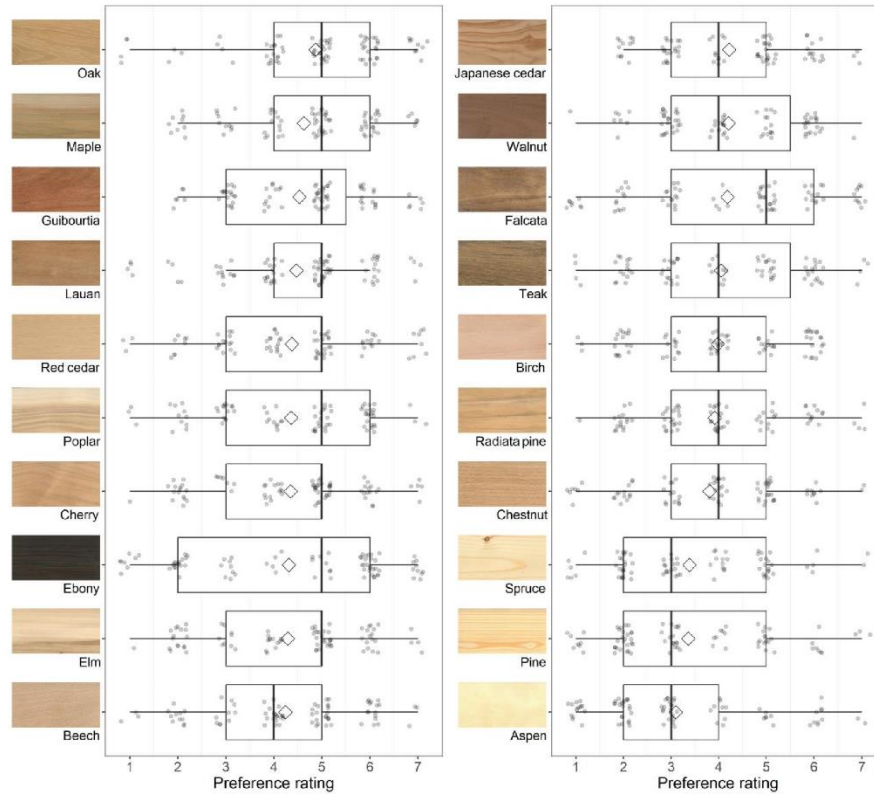 Oak
Maple
Guibourtia
Lauan
Red cedar
Poplar
Cherry
Ebony
Elm
Beech
1 2 3 4 5 6 7
Preference rating
Japanese cedar
Walnut
Falcata
Teak
Birch
Radiata pine
Chestnut
Spruce
Pine
Aspen
1 2 3 4 5 6 7
Preference rating